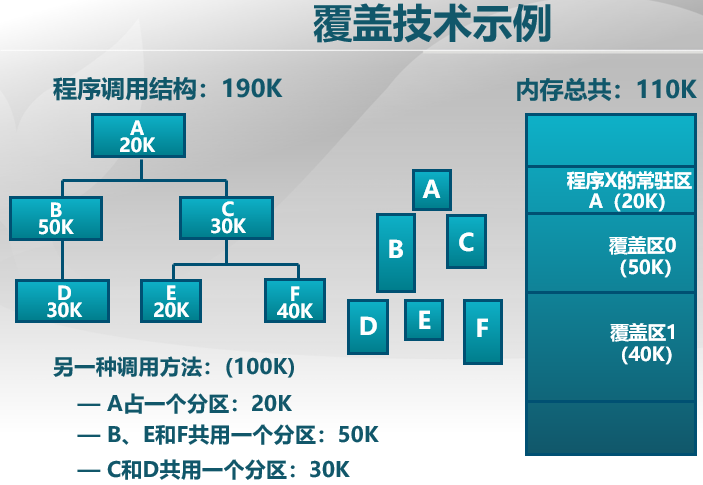 覆盖技术示例
程序调用结构：190K
内存总共：110K
A
20K
B
50K
C
30K
D
30K
E
20K
F
40K
A
B
C
D
E
F
程序X的常驻区
A（20K）
覆盖区0
（50K）
覆盖区1
（40K）
另一种调用方法：(100K)
— A占一个分区：20K
— B、E和F共用一个分区：50K
— C和D共用一个分区：30K